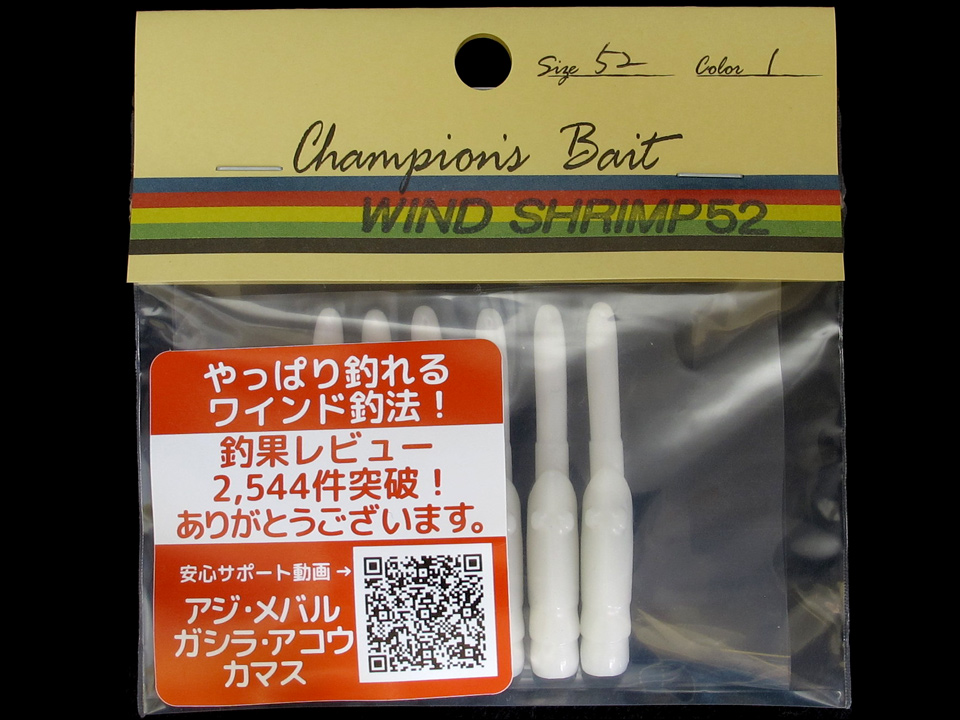 Size 52 Color 1
Champion's Bait
WIND SHRIMP52
やっぱり釣れる
ワインド釣法！
釣果レビュー
2,544件突破！
ありがとうございます。
安心サポート動画→
アジ・メバル
ガシラ・アコウ
カマス